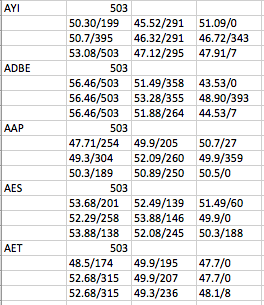 AYI 503
50.30/199 45.52/291 51.09/0
50.7/395 46.32/291 46.72/343
53.08/503 47.12/295 47.91/7
ADBE 503
56.46/503 51.49/358 43.53/0
56.46/503 53.28/355 48.90/393
56.46/503 51.88/264 44.53/7
AAP 503
47.71/254 49.9/205 50.7/27
49.3/304 52.09/260 49.9/359
50.3/189 50.89/250 50.5/0
AES 503
53.68/201 52.49/139 51.49/60
52.29/258 53.88/146 49.9/0
53.88/138 52.08/245 50.3/188
AET 503
48.5/174 49.9/195 47.7/0
52.68/315 49.9/207 47.7/0
52.68/315 49.3/236 48.1/8